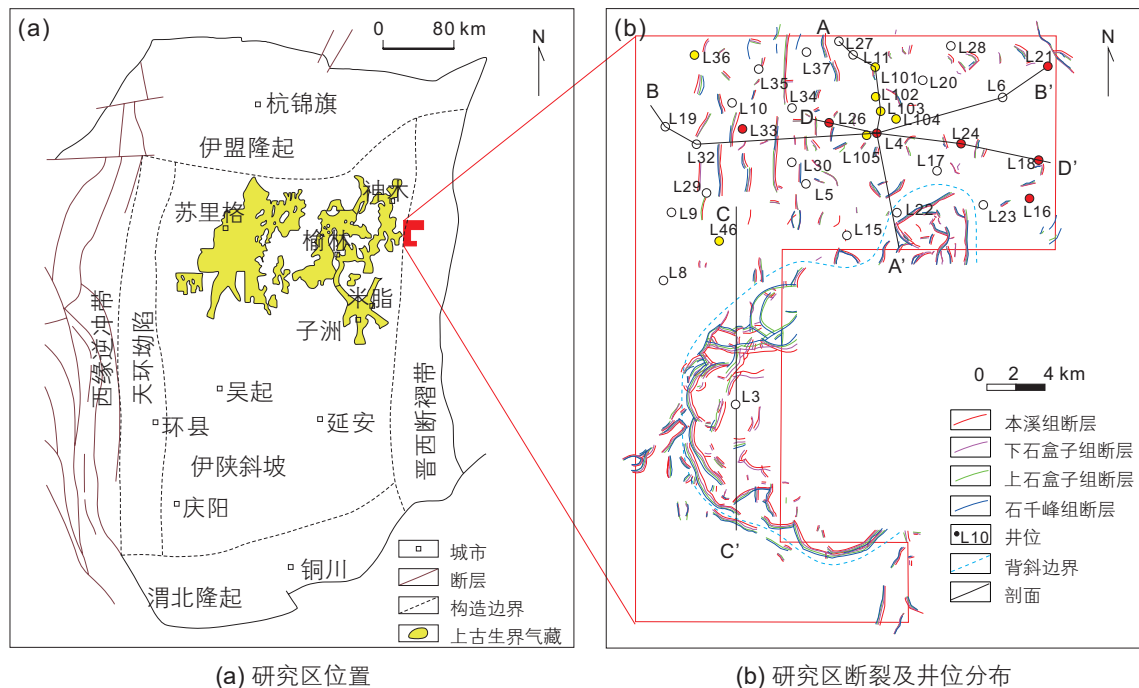 (a)
0 80 km
N
杭锦旗
伊盟隆起
苏里格
神木
榆林
米脂
子洲
西缘逆冲带
天环坳陷
吴起
环县
延安
晋西断褶带
伊陕斜坡
庆阳
铜川
渭北隆起
城市
断层
构造边界
上古生界气藏
(a) 研究区位置
(b)
A
N
L36
L27
L28
L37
L11
L21
L35
L101
L20
L6
B'
B
L10
L34
L102
L19
D
L26
L103
L104
L33
L105
L4
L24
L32
L30
L17
L18
D'
L29
L5
L9
C
L22
L23
L16
L46
L15
A'
L8
L3
0 2 4 km
C'
本溪组断层
下石盒子组断层
上石盒子组断层
石千峰组断层
L10
井位
背斜边界
剖面
(b) 研究区断裂及井位分布